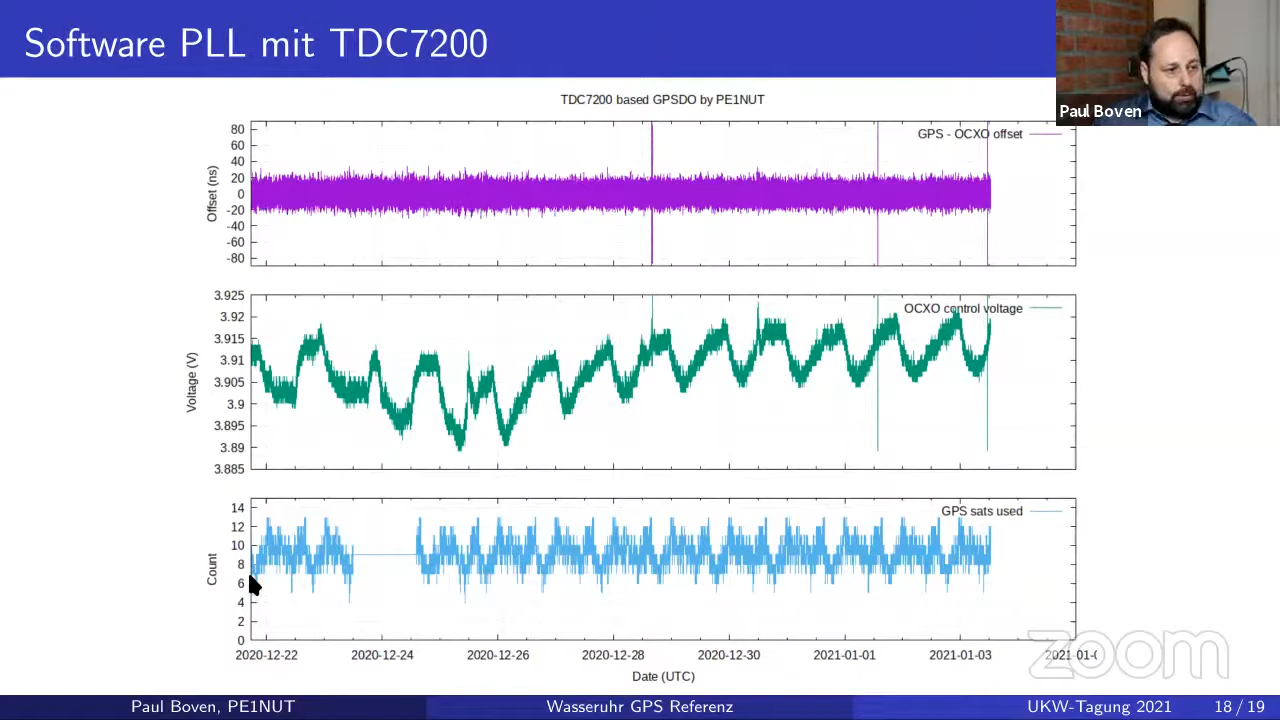 Software PLL mit TDC7200
Paul Boven
TDC7200 based GPSDO by PE1NUT
GPS - OCXO offset
Offset (ns)
80
60
40
20
0
-20
-40
-60
-80
OCXO control voltage
Voltage (V)
3.925
3.92
3.915
3.91
3.905
3.9
3.895
3.89
3.885
GPS sats used
Count
14
12
10
8
6
4
2
0
2020-12-22 2020-12-24 2020-12-26 2020-12-28 2020-12-30 2021-01-01 2021-01-03
Date (UTC)
zoom
Paul Boven, PE1NUT Wasseruhr GPS Referenz UKW-Tagung 2021 18 / 19